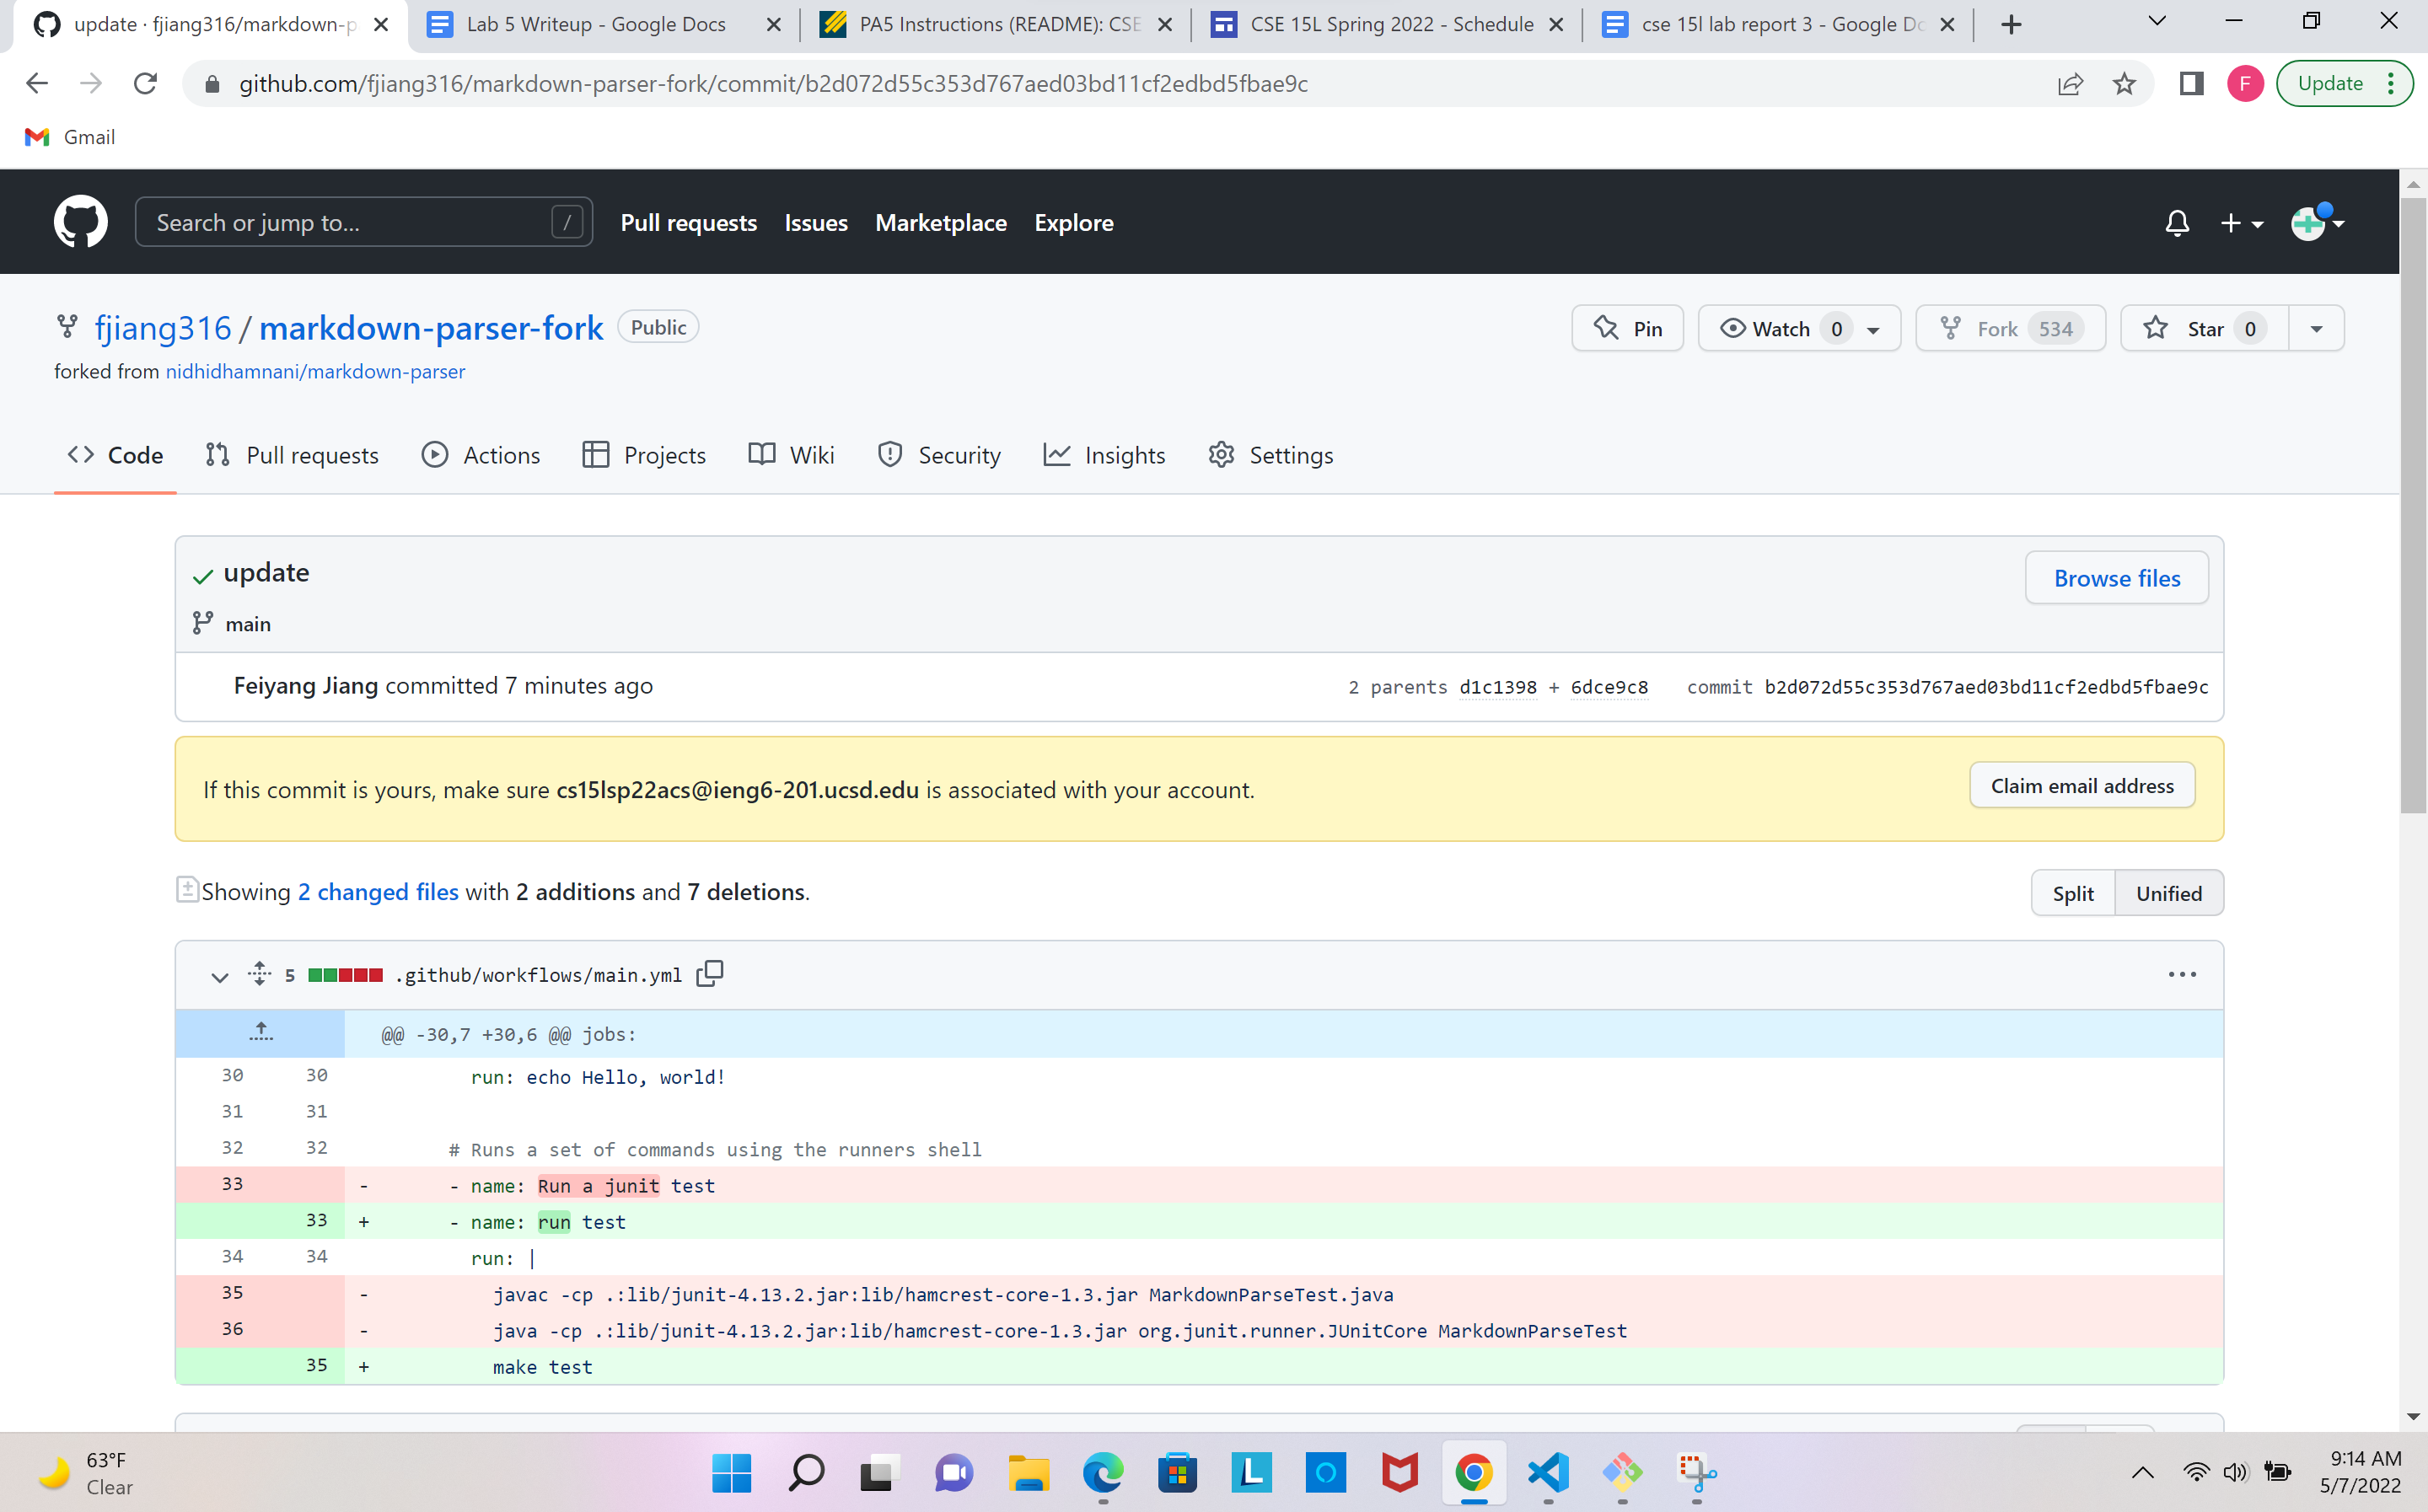 update · fjiang316/markdown-p
Lab 5 Writeup - Google Docs
PA5 Instructions (README): CSE
CSE 15L Spring 2022 - Schedule
cse 15l lab report 3 - Google Do
github.com/fjiang316/markdown-parser-fork/commit/b2d072d55c353d767aed03bd11cf2edbd5fbae9c
F
Update
Gmail
Search or jump to...
/
Pull requests
Issues
Marketplace
Explore
fjiang316 / markdown-parser-fork Public
Pin
Watch 0
Fork 534
Star 0
forked from nidhidhamnani/markdown-parser
Code
Pull requests
Actions
Projects
Wiki
Security
Insights
Settings
update
Browse files
main
Feiyang Jiang committed 7 minutes ago
2 parents d1c1398 + 6dce9c8 commit b2d072d55c353d767aed03bd11cf2edbd5fbae9c
If this commit is yours, make sure cs15lsp22acs@ieng6-201.ucsd.edu is associated with your account.
Claim email address
Showing 2 changed files with 2 additions and 7 deletions.
Split
Unified
5 .github/workflows/main.yml
@@ -30,7 +30,6 @@ jobs:
30 30 run: echo Hello, world!
31 31
32 32 # Runs a set of commands using the runners shell
33 - - name: Run a junit test
33 + - name: run test
34 34 run: |
35 - javac -cp .:lib/junit-4.13.2.jar:lib/hamcrest-core-1.3.jar MarkdownParseTest.java
36 - java -cp .:lib/junit-4.13.2.jar:lib/hamcrest-core-1.3.jar org.junit.runner.JUnitCore MarkdownParseTest
35 + make test
63°F
Clear
L
9:14 AM
5/7/2022